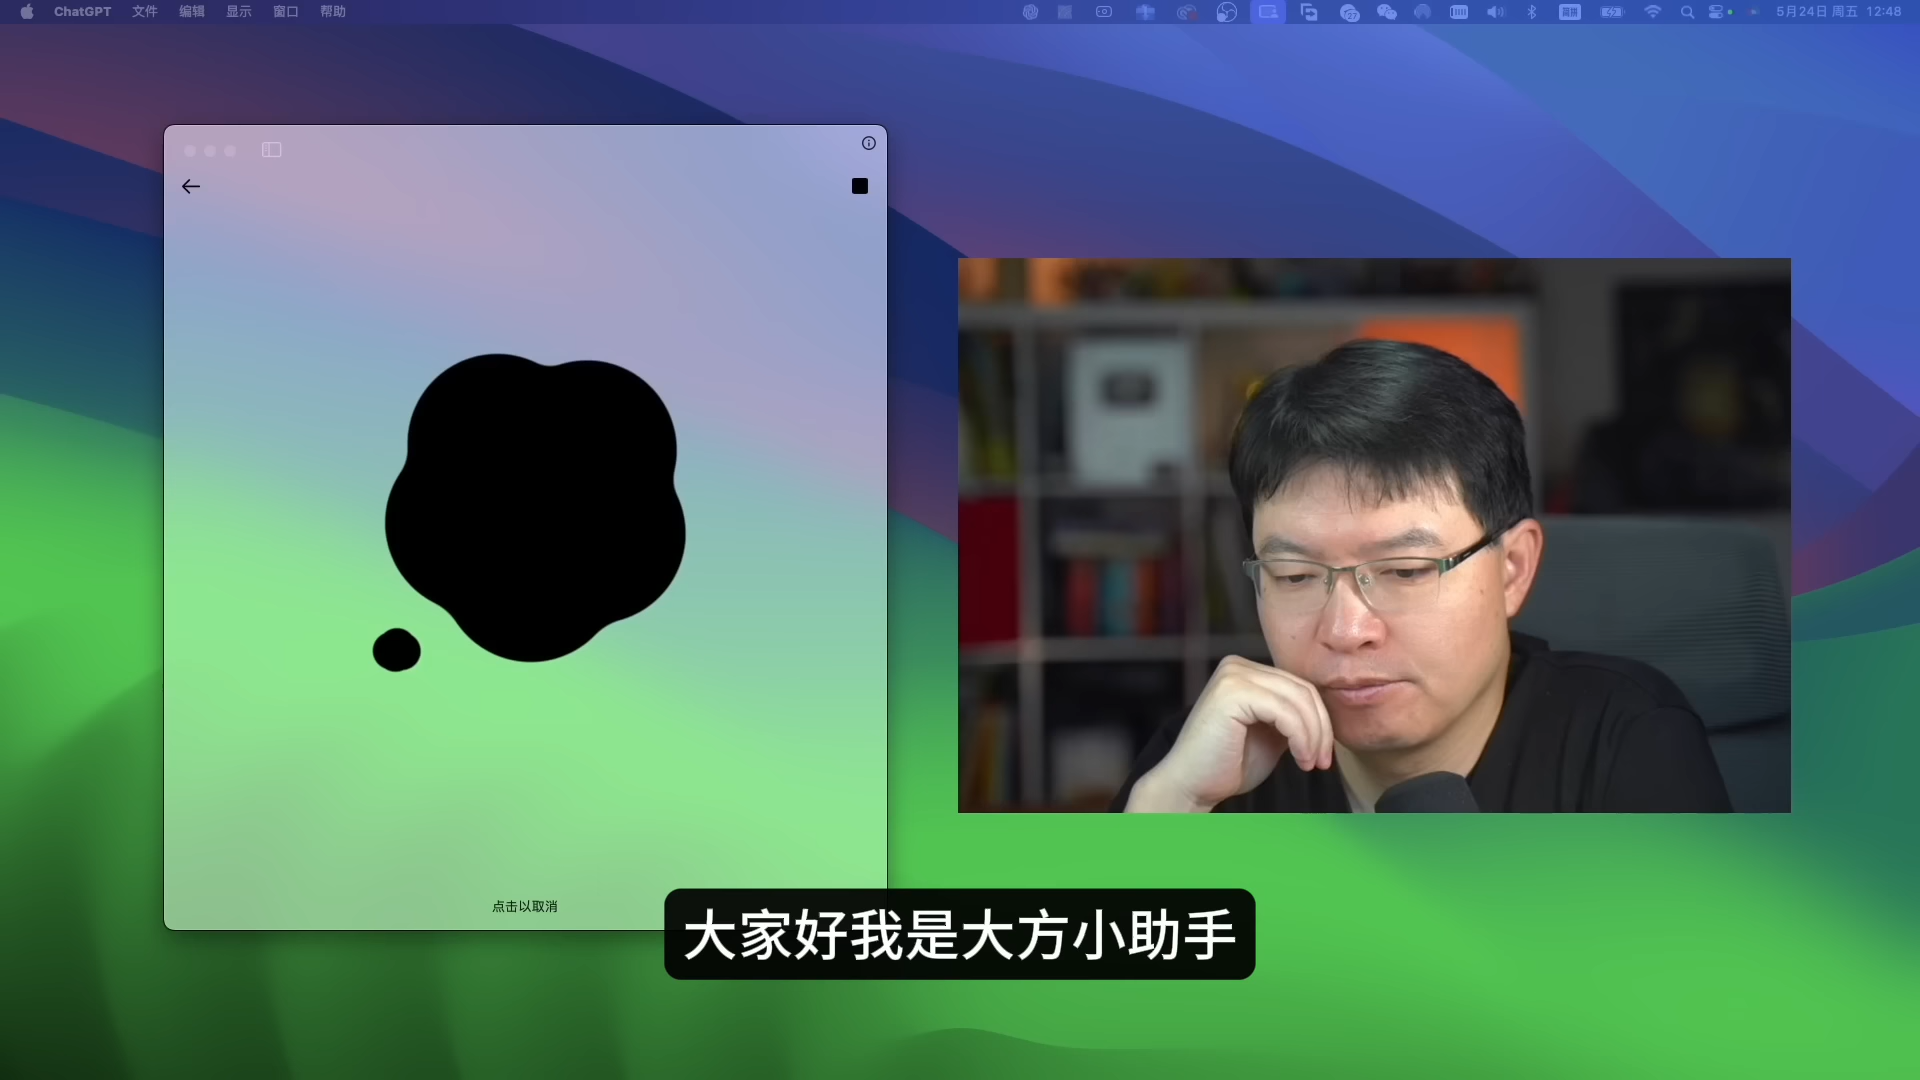 ChatGPT 文件 编辑 显示 窗口 帮助
5月24日 周五 12:48
点击以取消
大家好我是大方小助手